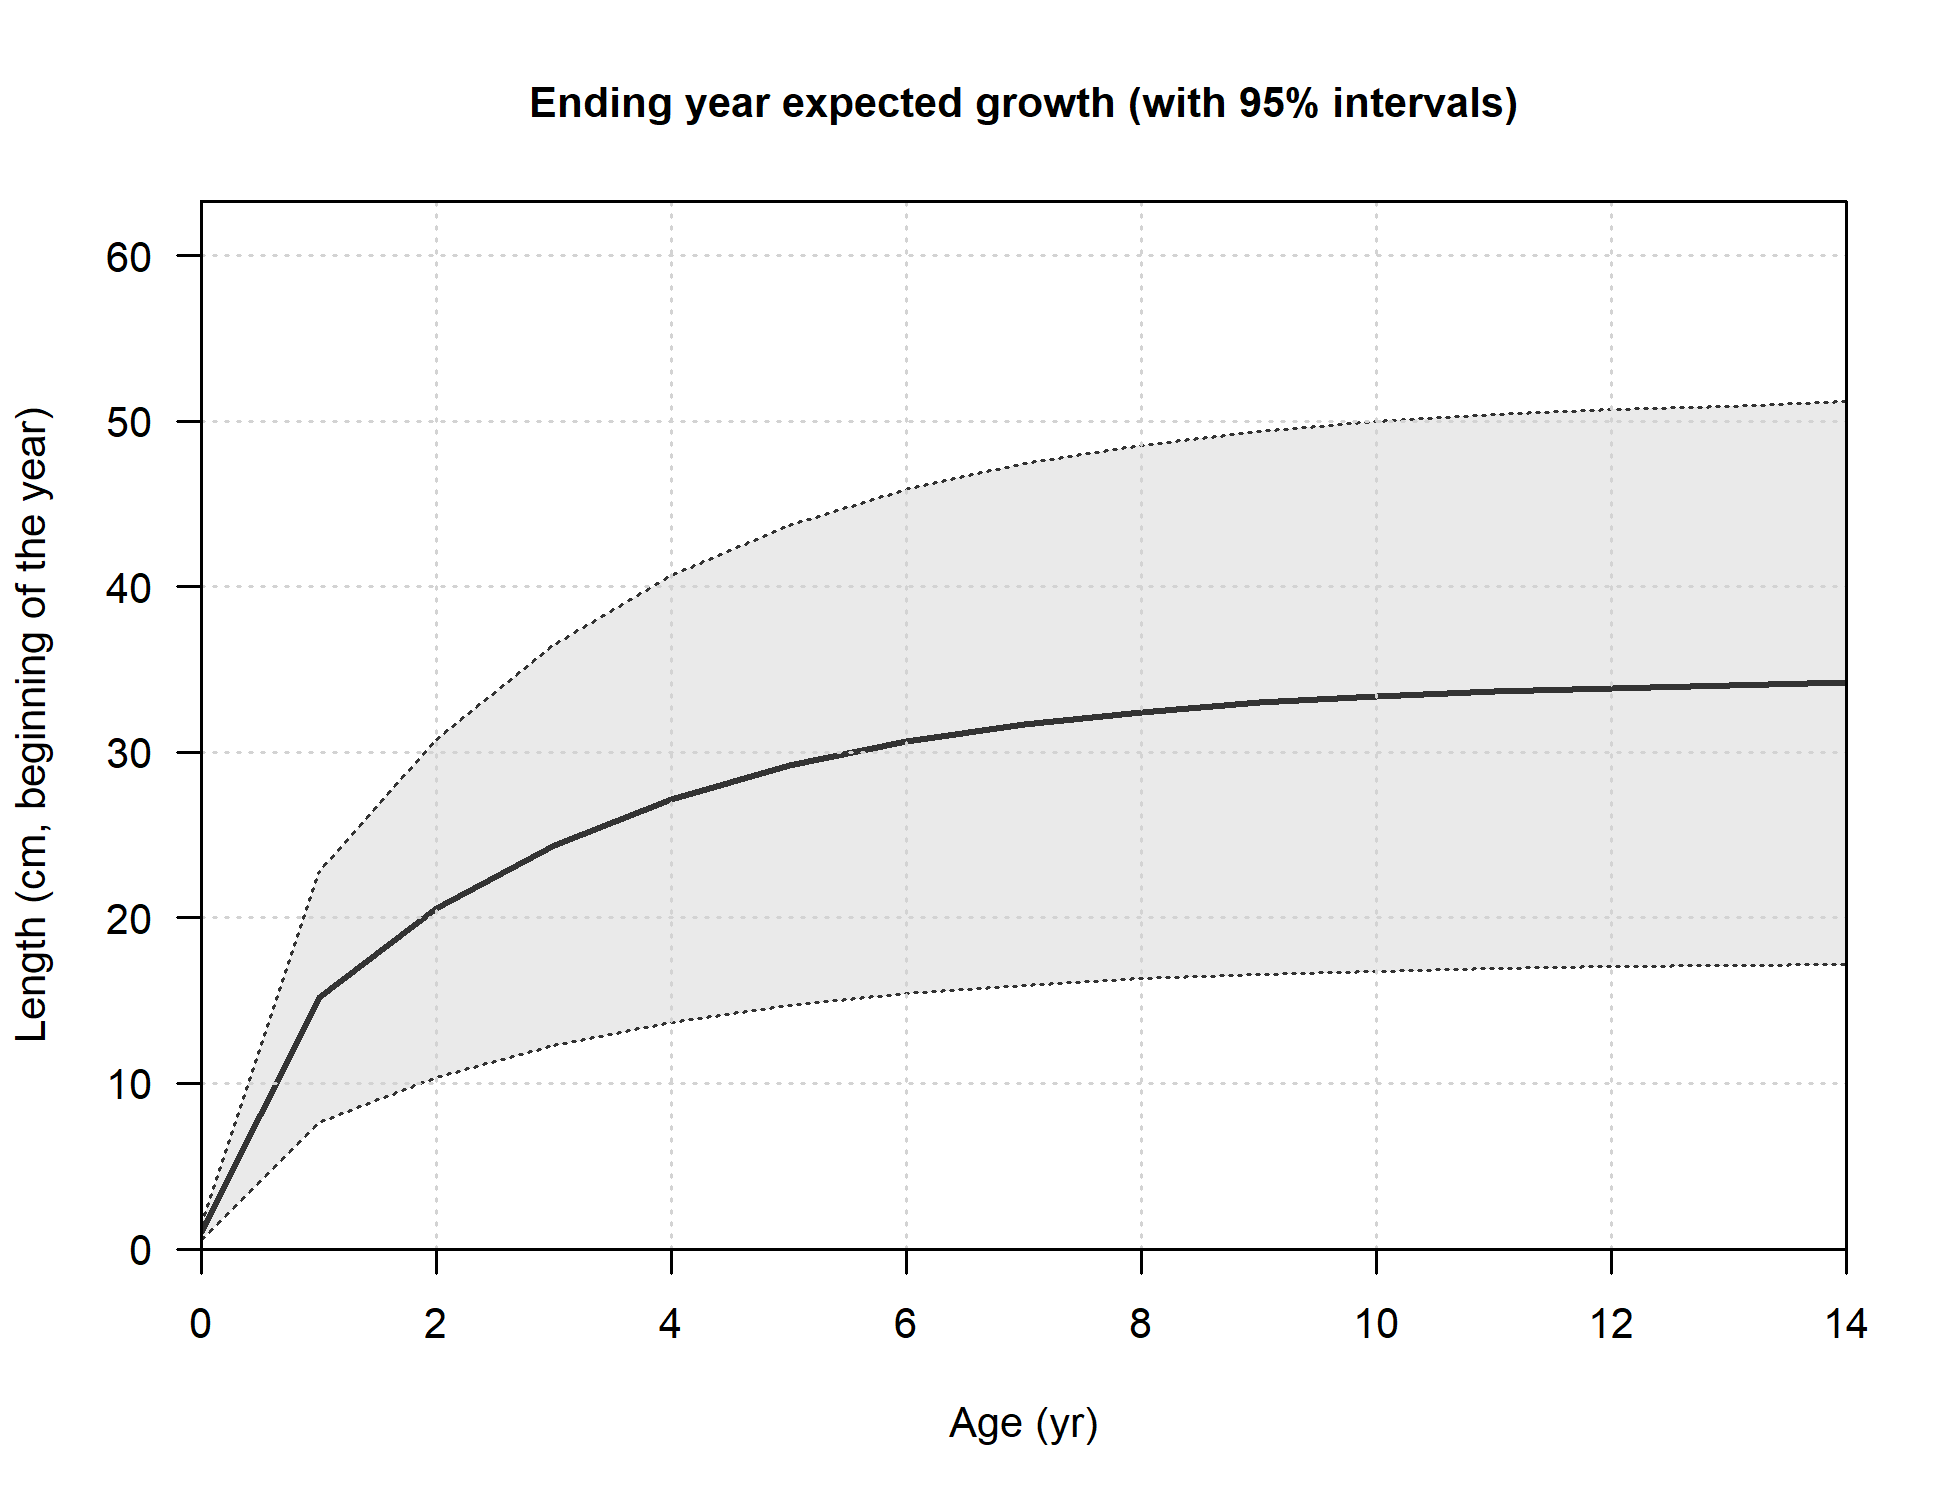 Ending year expected growth (with 95% intervals)
Length (cm, beginning of the year)
60
50
40
30
20
10
0
0 2 4 6 8 10 12 14
Age (yr)